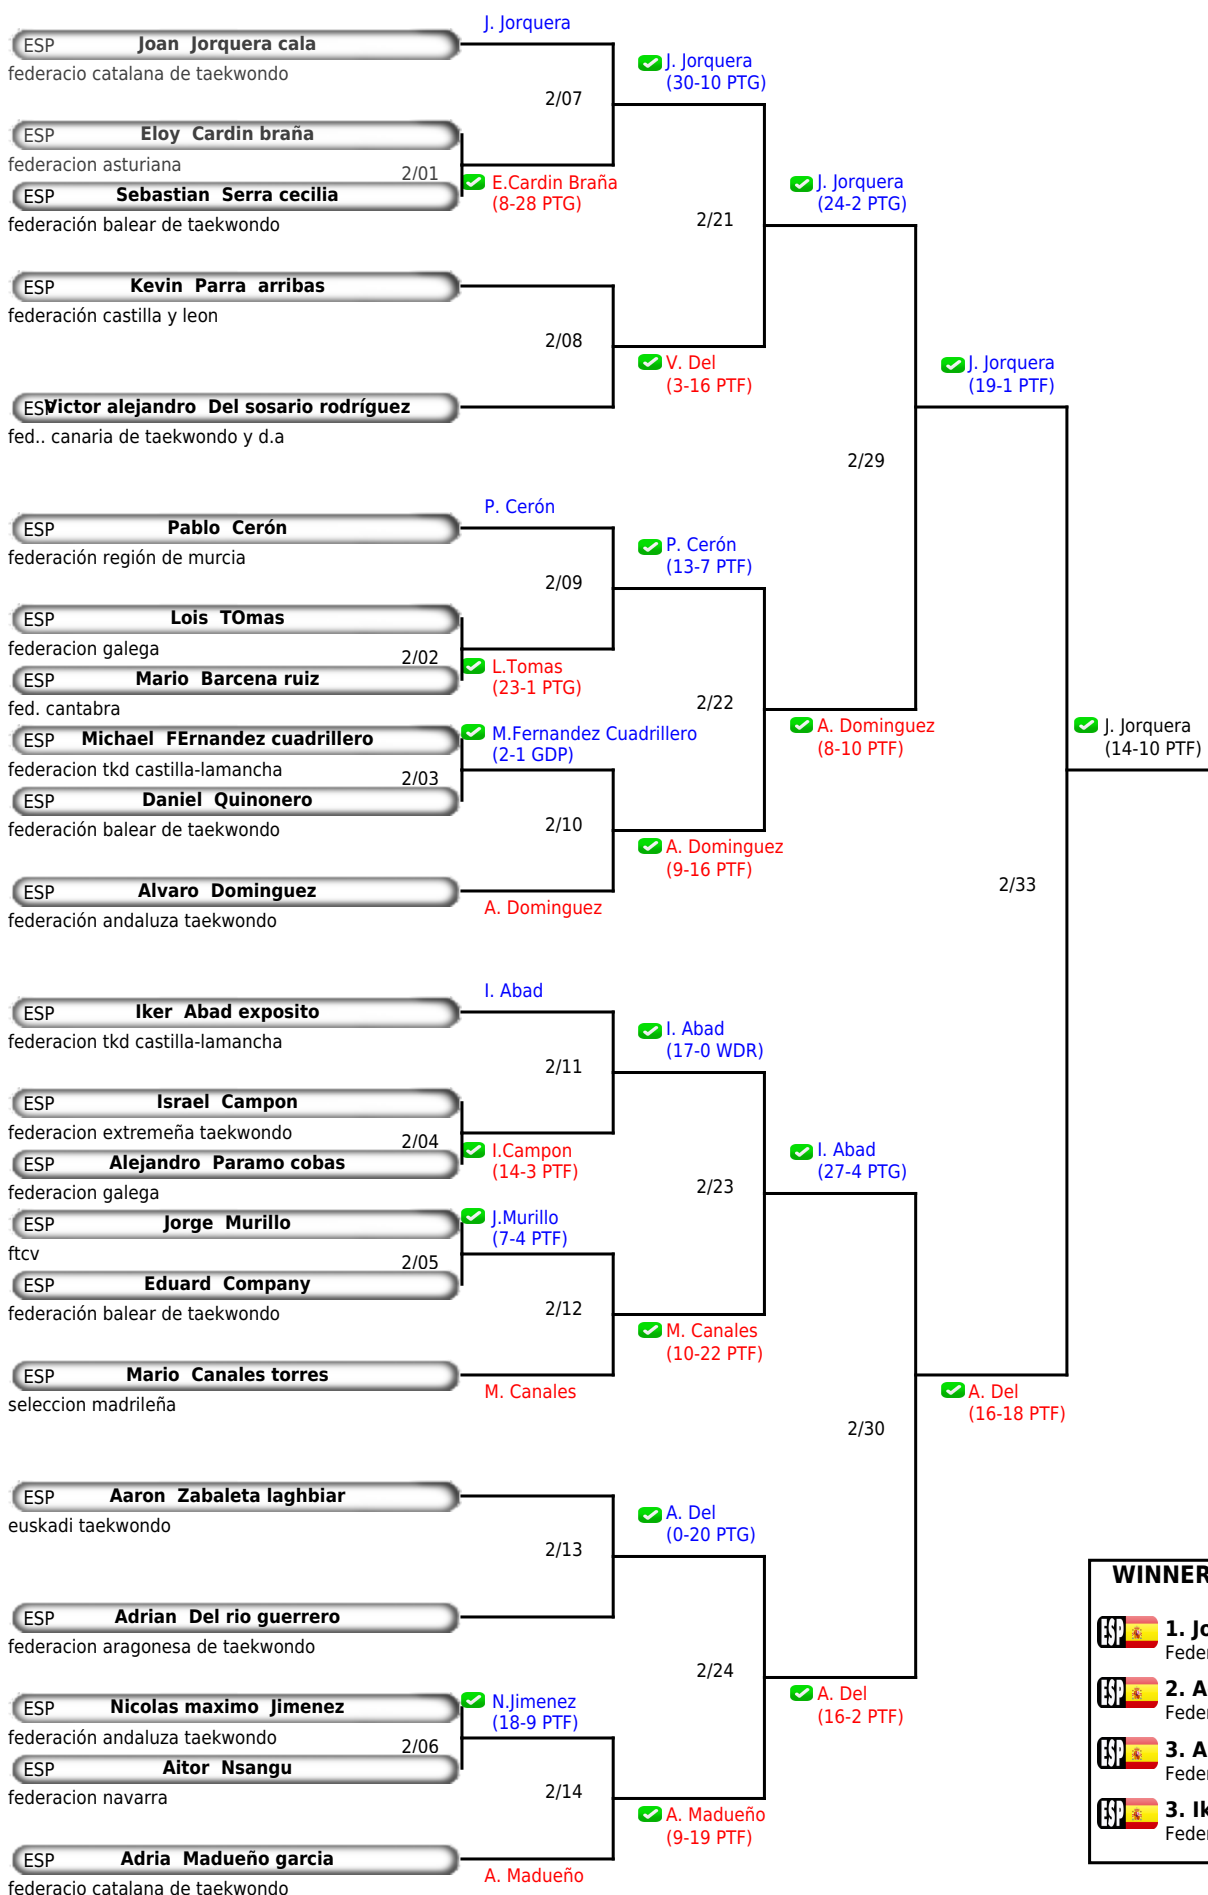 J. Jorquera
ESP Joan Jorquera cala
federacio catalana de taekwondo
J. Jorquera
(30-10 PTG)
2/07
ESP Eloy Cardin braña
federacion asturiana
2/01
E.Cardin Braña
(8-28 PTG)
ESP Sebastian Serra cecilia
federación balear de taekwondo
J. Jorquera
(24-2 PTG)
2/21
ESP Kevin Parra arribas
federación castilla y leon
2/08
V. Del
(3-16 PTF)
J. Jorquera
(19-1 PTF)
ESP Victor alejandro Del sosario rodríguez
fed.. canaria de taekwondo y d.a
2/29
P. Cerón
ESP Pablo Cerón
federación región de murcia
P. Cerón
(13-7 PTF)
2/09
ESP Lois TOmas
federacion galega
2/02
L.Tomas
(23-1 PTG)
ESP Mario Barcena ruiz
fed. cantabra
2/22
A. Dominguez
(8-10 PTF)
J. Jorquera
(14-10 PTF)
ESP Michael FErnandez cuadrillero
M.Fernandez Cuadrillero
(2-1 GDP)
federacion tkd castilla-lamancha
2/03
ESP Daniel Quinonero
federación balear de taekwondo
2/10
A. Dominguez
(9-16 PTF)
ESP Alvaro Dominguez
A. Dominguez
federación andaluza taekwondo
2/33
I. Abad
ESP Iker Abad exposito
federacion tkd castilla-lamancha
I. Abad
(17-0 WDR)
2/11
ESP Israel Campon
federacion extremeña taekwondo
2/04
I.Campon
(14-3 PTF)
ESP Alejandro Paramo cobas
federacion galega
I. Abad
(27-4 PTG)
2/23
ESP Jorge Murillo
J.Murillo
(7-4 PTF)
ftcv
2/05
ESP Eduard Company
federación balear de taekwondo
2/12
M. Canales
(10-22 PTF)
ESP Mario Canales torres
M. Canales
seleccion madrileña
A. Del
(16-18 PTF)
2/30
ESP Aaron Zabaleta laghbiar
euskadi taekwondo
A. Del
(0-20 PTG)
2/13
ESP Adrian Del rio guerrero
federacion aragonesa de taekwondo
2/24
A. Del
(16-2 PTF)
ESP Nicolas maximo Jimenez
N.Jimenez
(18-9 PTF)
federación andaluza taekwondo
2/06
ESP Aitor Nsangu
federacion navarra
2/14
A. Madueño
(9-19 PTF)
ESP Adria Madueño garcia
A. Madueño
federacio catalana de taekwondo
WINNER
ESP 1. Jo
Feder
ESP 2. A
Feder
ESP 3. A
Feder
ESP 3. Ik
Feder